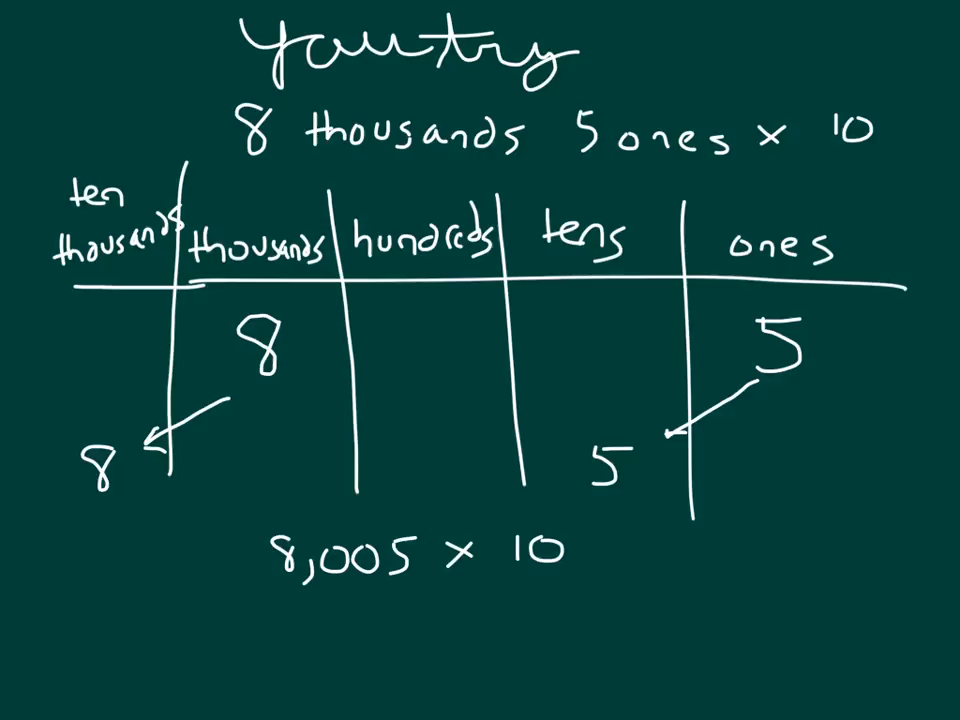 You try
8 thousands 5 ones × 10
ten thousands thousands hundreds tens ones
8 5
8 5
8,005 × 10